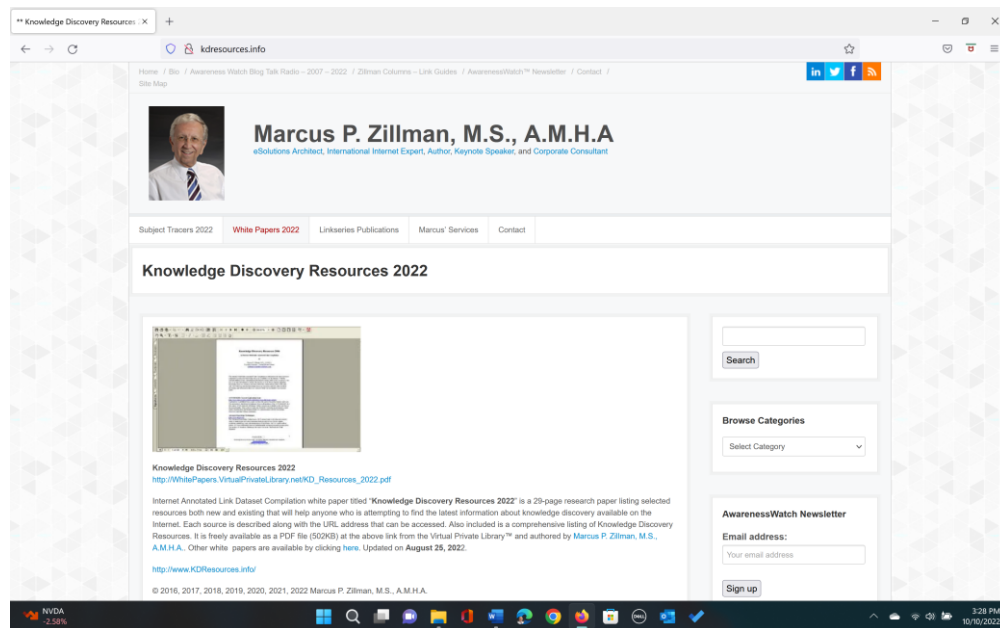 ** Knowledge Discovery Resources
kdresources.info
Home / Bio / Awareness Watch Blog Talk Radio – 2007 – 2022 / Zillman Columns – Link Guides / AwarenessWatch™ Newsletter / Contact /
Site Map
Marcus P. Zillman, M.S., A.M.H.A
eSolutions Architect, International Internet Expert, Author, Keynote Speaker, and Corporate Consultant
Subject Tracers 2022 White Papers 2022 Linkseries Publications Marcus' Services Contact
Knowledge Discovery Resources 2022
Knowledge Discovery Resources 2022
http://WhitePapers.VirtualPrivateLibrary.net/KD_Resources_2022.pdf
Internet Annotated Link Dataset Compilation white paper titled “Knowledge Discovery Resources 2022” is a 29-page research paper listing selected
resources both new and existing that will help anyone who is attempting to find the latest information about knowledge discovery available on the
Internet. Each source is described along with the URL address that can be accessed. Also included is a comprehensive listing of Knowledge Discovery
Resources. It is freely available as a PDF file (502KB) at the above link from the Virtual Private Library™ and authored by Marcus P. Zillman, M.S.,
A.M.H.A.. Other white papers are available by clicking here. Updated on August 25, 2022.
http://www.KDResources.info/
© 2016, 2017, 2018, 2019, 2020, 2021, 2022 Marcus P. Zillman, M.S., A.M.H.A.
Search
Browse Categories
Select Category
AwarenessWatch Newsletter
Email address:
Your email address
Sign up
NVDA
-2.58%
3:28 PM
10/10/2022